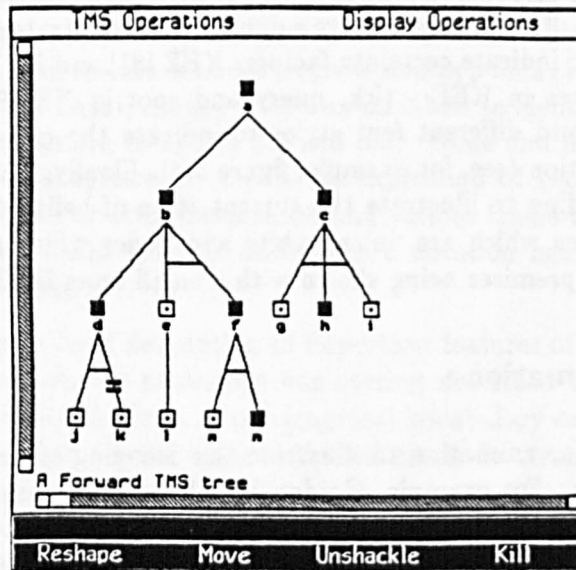 TMS Operations Display Operations
a
b c
d e f g h i
j k l n n
A Forward TMS tree
Reshape Move Unshackle Kill